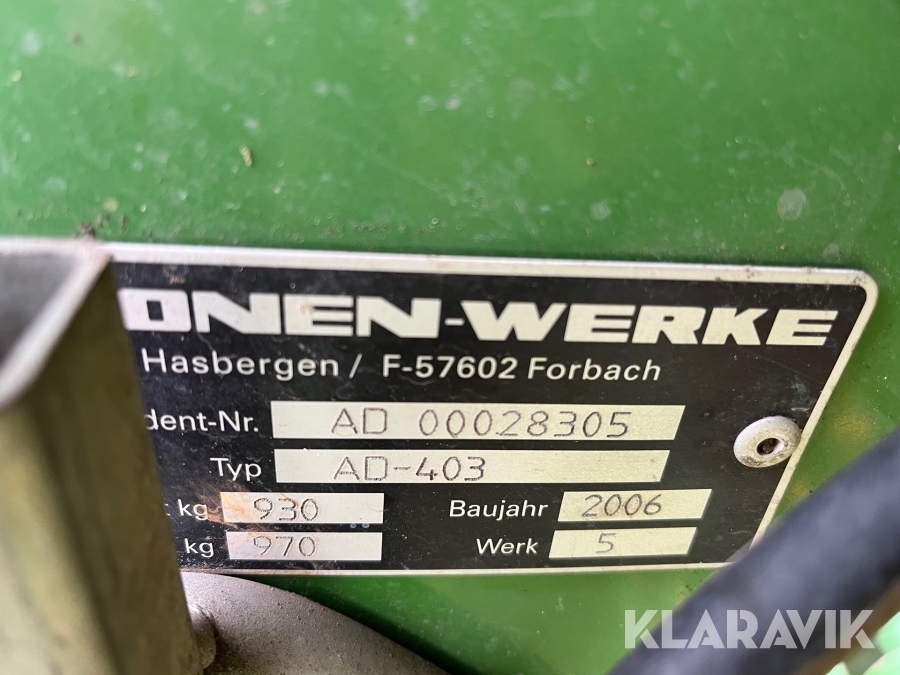 ONEN-WERKE
Hasbergen / F-57602 Forbach
dent-Nr. AD 00028305
Typ AD-403
kg 930 Baujahr 2006
kg 970 Werk 5
KLARAVIK